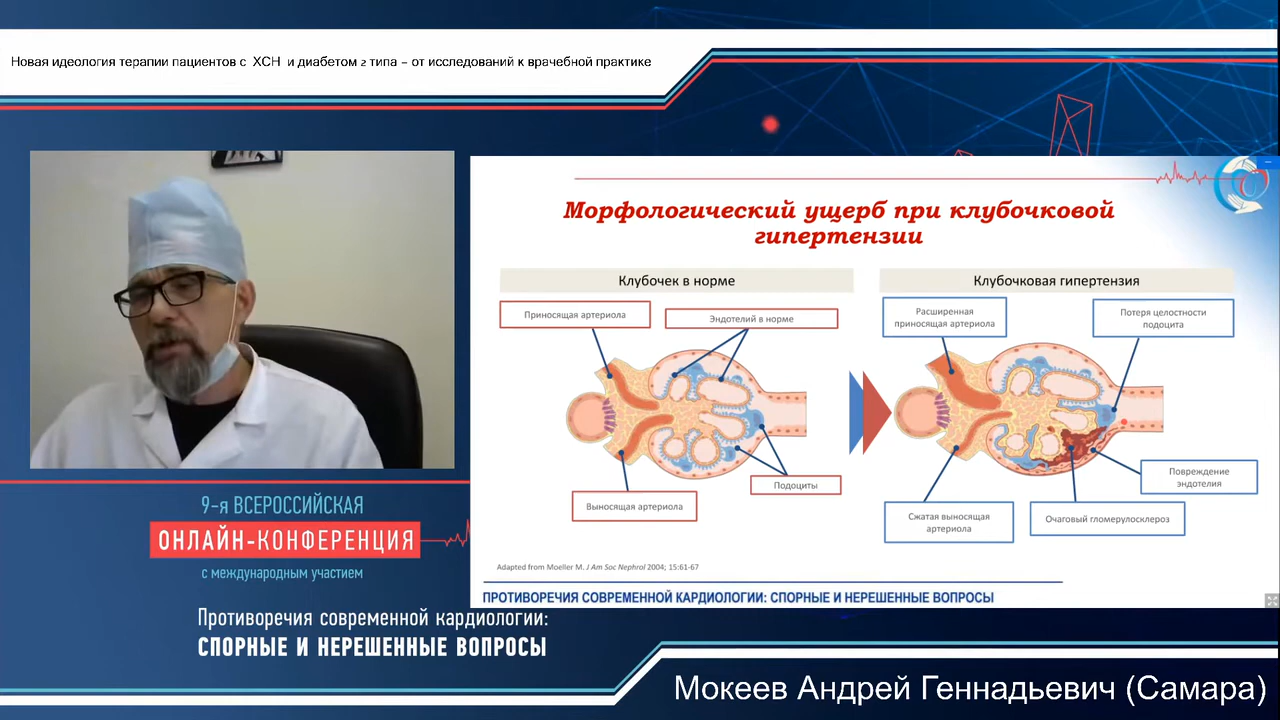 Новая идеология терапии пациентов с ХСН и диабетом 2 типа – от исследований к врачебной практике
Морфологический ущерб при клубочковой
гипертензии
Клубочек в норме
Приносящая артериола
Эндотелий в норме
Подоциты
Выносящая артериола
Клубочковая гипертензия
Расширенная
приносящая артериола
Потеря целостности
подоцита
Повреждение
эндотелия
Сжатая выносящая
артериола
Очаговый гломерулосклероз
Adapted from Moeller M. J Am Soc Nephrol 2004; 15:61-67
ПРОТИВОРЕЧИЯ СОВРЕМЕННОЙ КАРДИОЛОГИИ: СПОРНЫЕ И НЕРЕШЕННЫЕ ВОПРОСЫ
9-я ВСЕРОССИЙСКАЯ
ОНЛАЙН-КОНФЕРЕНЦИЯ
с международным участием
Противоречия современной кардиологии:
СПОРНЫЕ И НЕРЕШЕННЫЕ ВОПРОСЫ
Мокеев Андрей Геннадьевич (Самара)